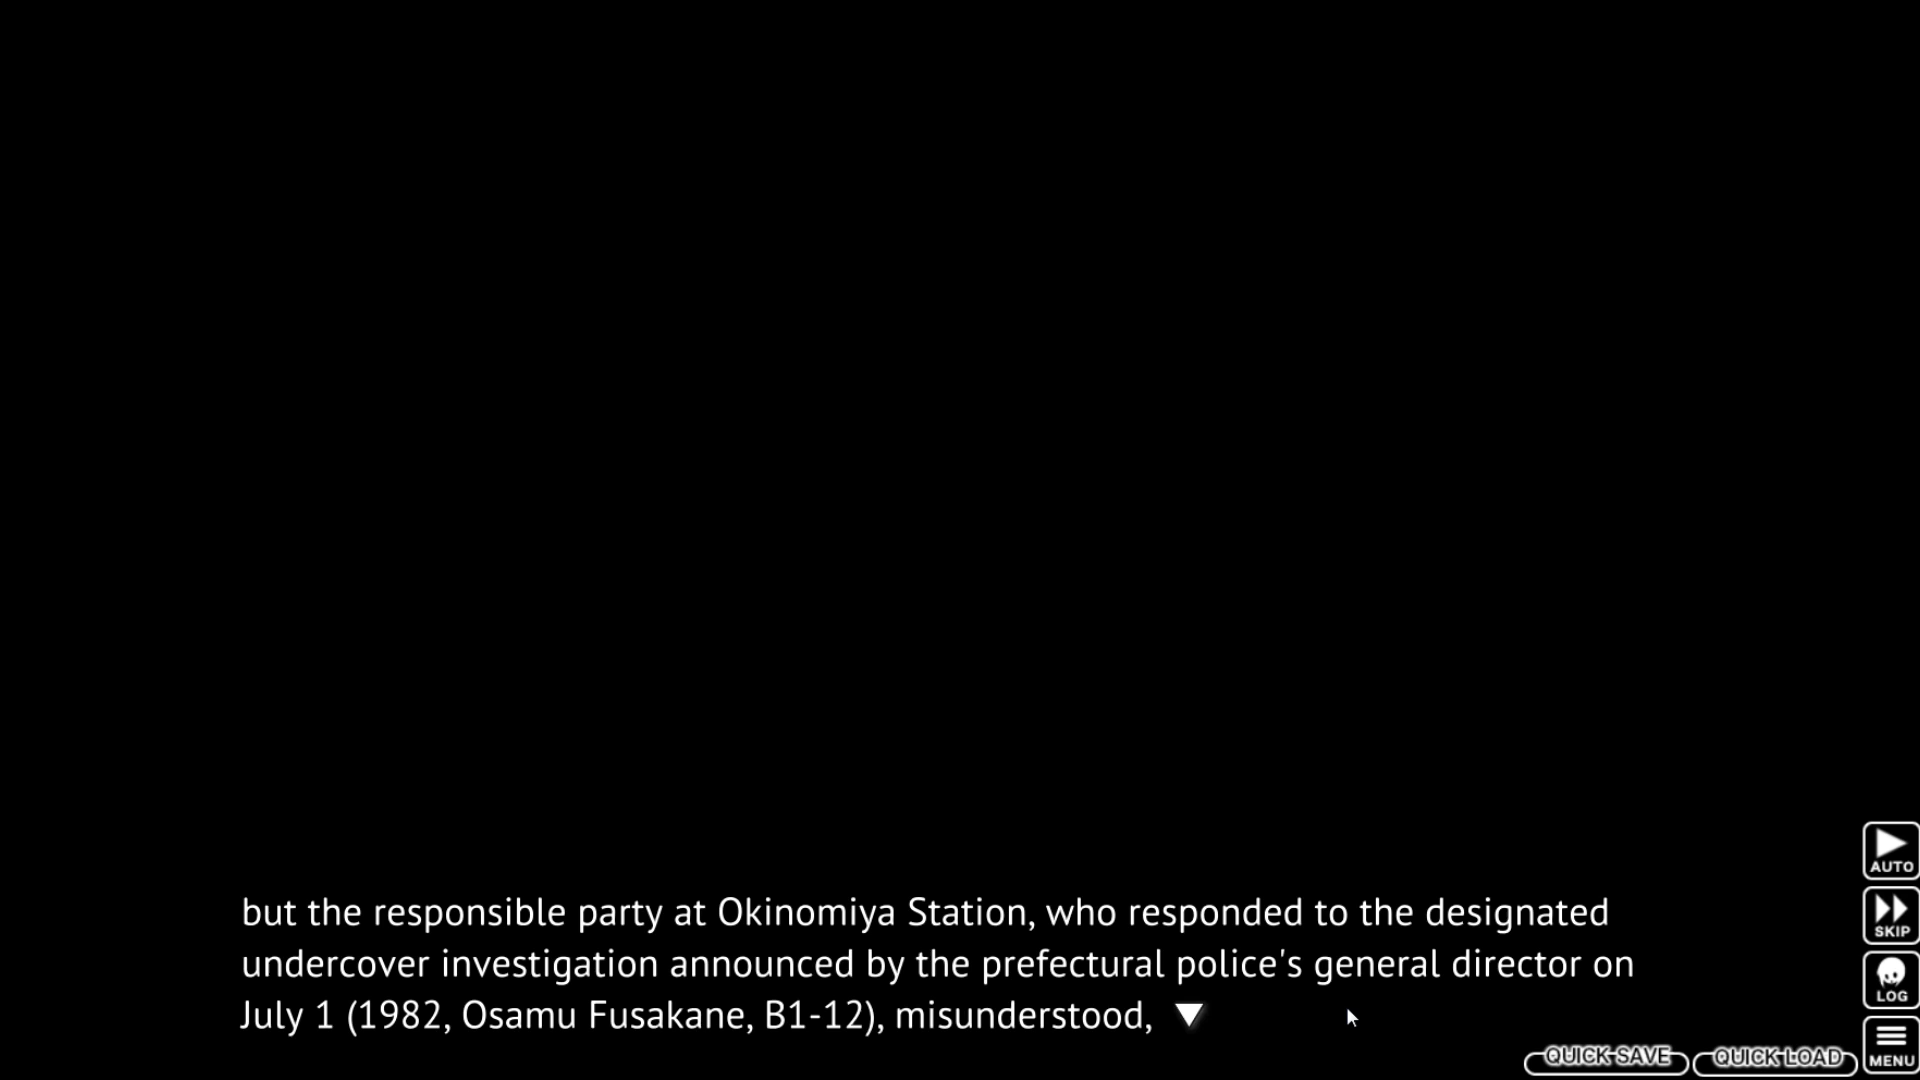 but the responsible party at Okinomiya Station, who responded to the designated
undercover investigation announced by the prefectural police's general director on
July 1 (1982, Osamu Fusakane, B1-12), misunderstood,
AUTO
SKIP
LOG
MENU
QUICK SAVE
QUICK LOAD